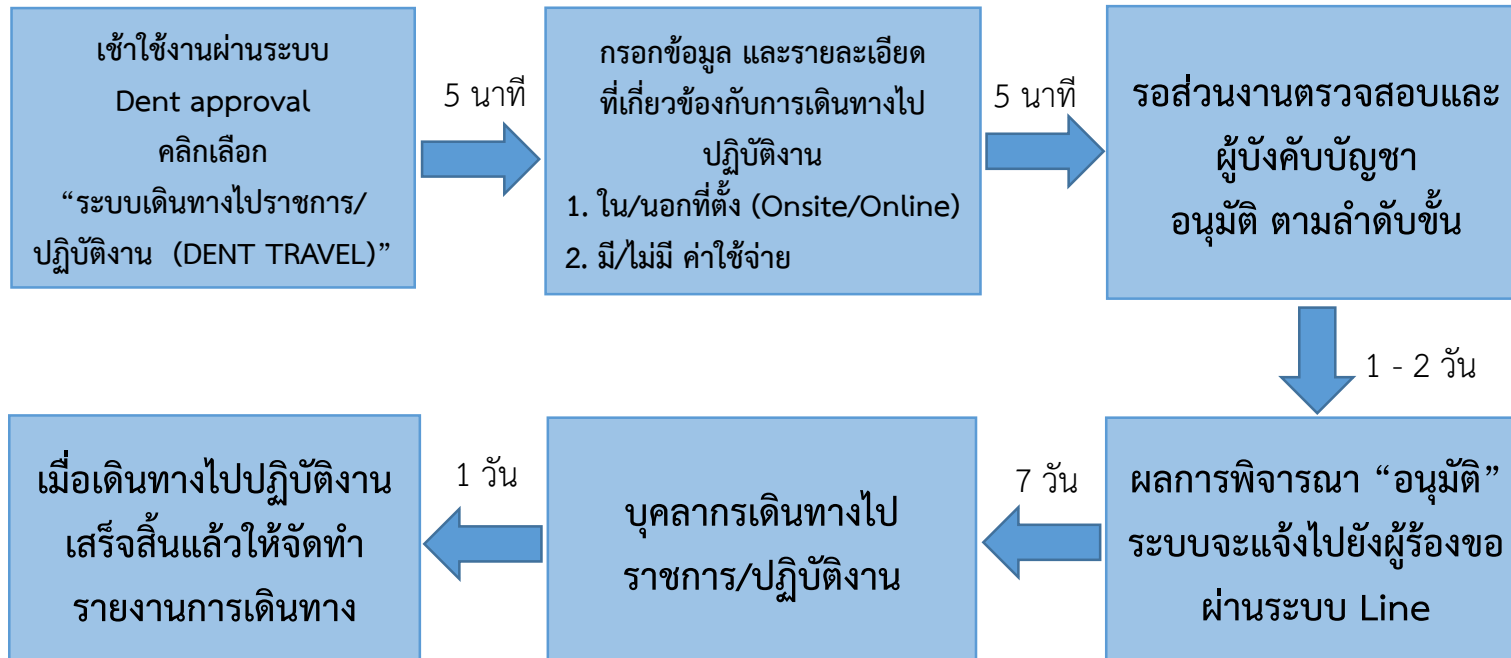 เช้าใช้งานผ่านระบบ
Dent approval
คลิกเลือก
“ระบบเดินทางไปราชการ/
ปฏิบัติงาน (DENT TRAVEL)”
5 นาที
กรอกข้อมูล และรายละเอียด
ที่เกี่ยวข้องกับการเดินทางไป
ปฏิบัติงาน
1. ใน/นอกที่ตั้ง (Onsite/Online)
2. มี/ไม่มี ค่าใช้จ่าย
5 นาที
รอส่วนงานตรวจสอบและ
ผู้บังคับบัญชา
อนุมัติ ตามลำดับขั้น
1 - 2 วัน
ผลการพิจารณา “อนุมัติ”
ระบบจะแจ้งไปยังผู้ร้องขอ
ผ่านระบบ Line
7 วัน
บุคลากรเดินทางไป
ราชการ/ปฏิบัติงาน
1 วัน
เมื่อเดินทางไปปฏิบัติงาน
เสร็จสิ้นแล้วให้จัดทำ
รายงานการเดินทาง